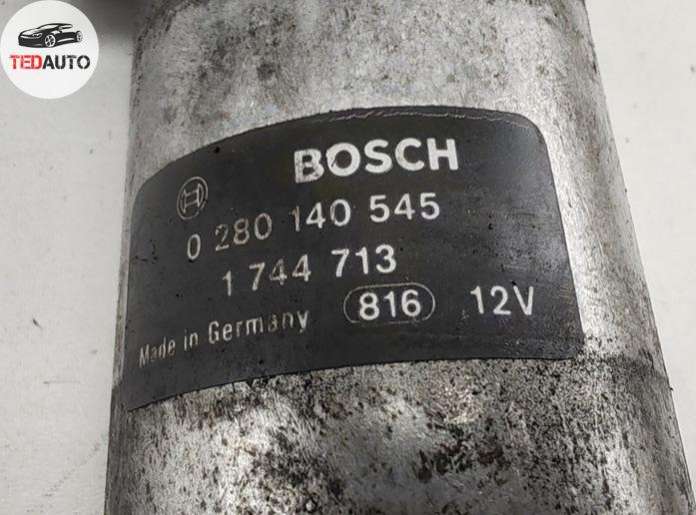 TEDAUTO
BOSCH
0 280 140 545
1 744 713
Made in Germany 816 12V